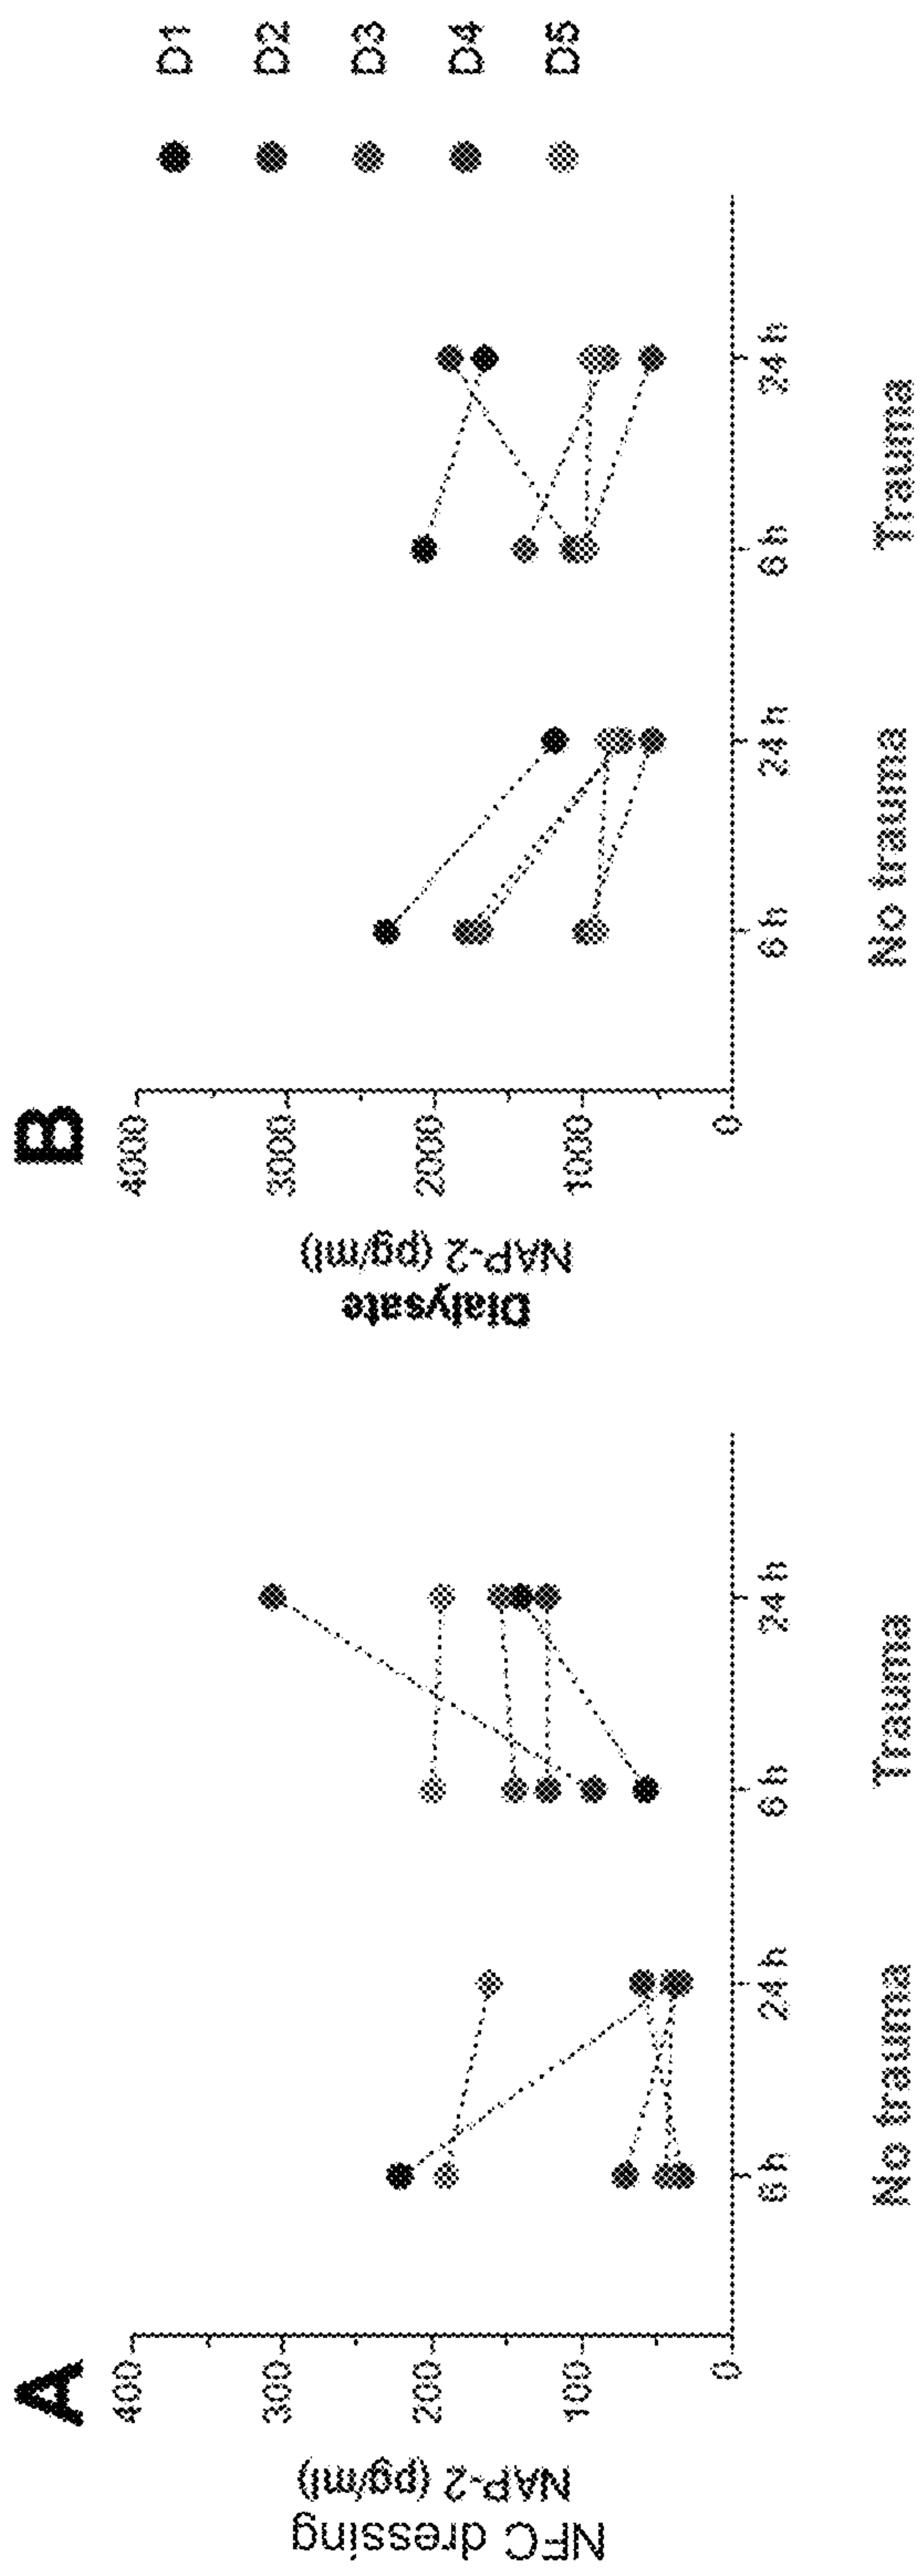 A
NFC dressing
NAP-2 (pg/ml)
400
300
200
100
0
6 h
24 h
6 h
24 h
No trauma
Trauma
B
Dialysate
NAP-2 (pg/ml)
4000
3000
2000
1000
0
6 h
24 h
6 h
24 h
No trauma
Trauma
D1
D2
D3
D4
D5